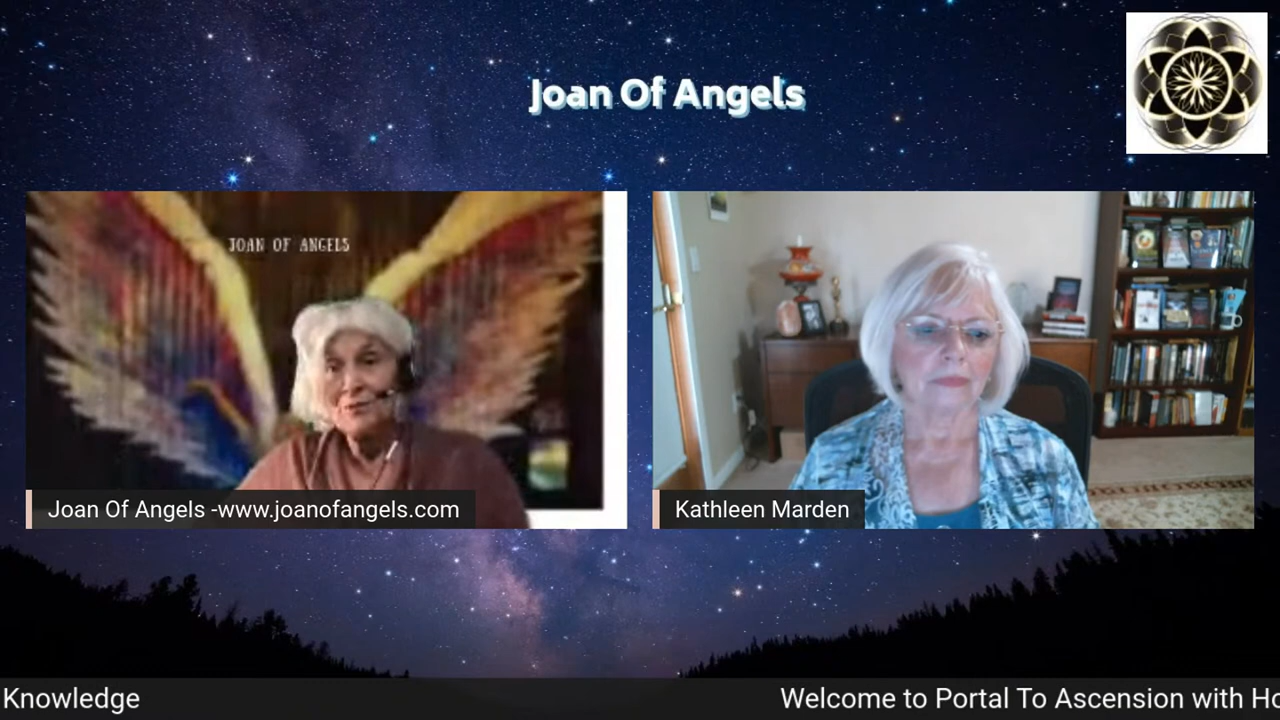 Joan Of Angels
JOAN OF ANGELS
Joan Of Angels -www.joanofangels.com
Kathleen Marden
Knowledge
Welcome to Portal To Ascension with Ho